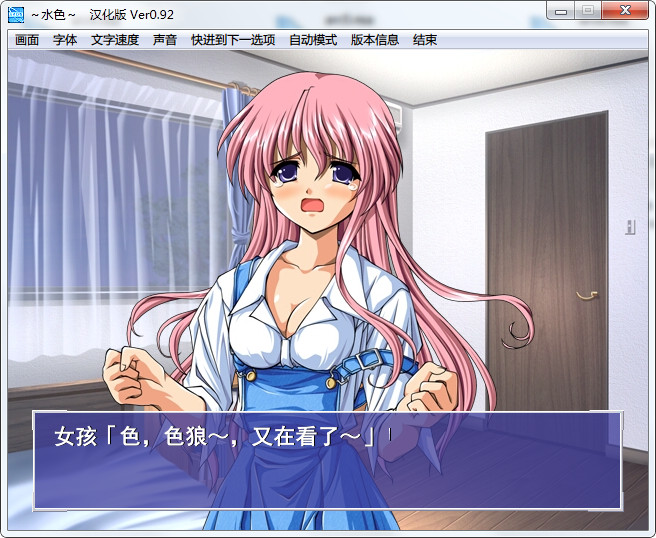 ～水色～　汉化版 Ver0.92
画面 字体 文字速度 声音 快进到下一选项 自动模式 版本信息 结束
女孩「色，色狼～，又在看了～」